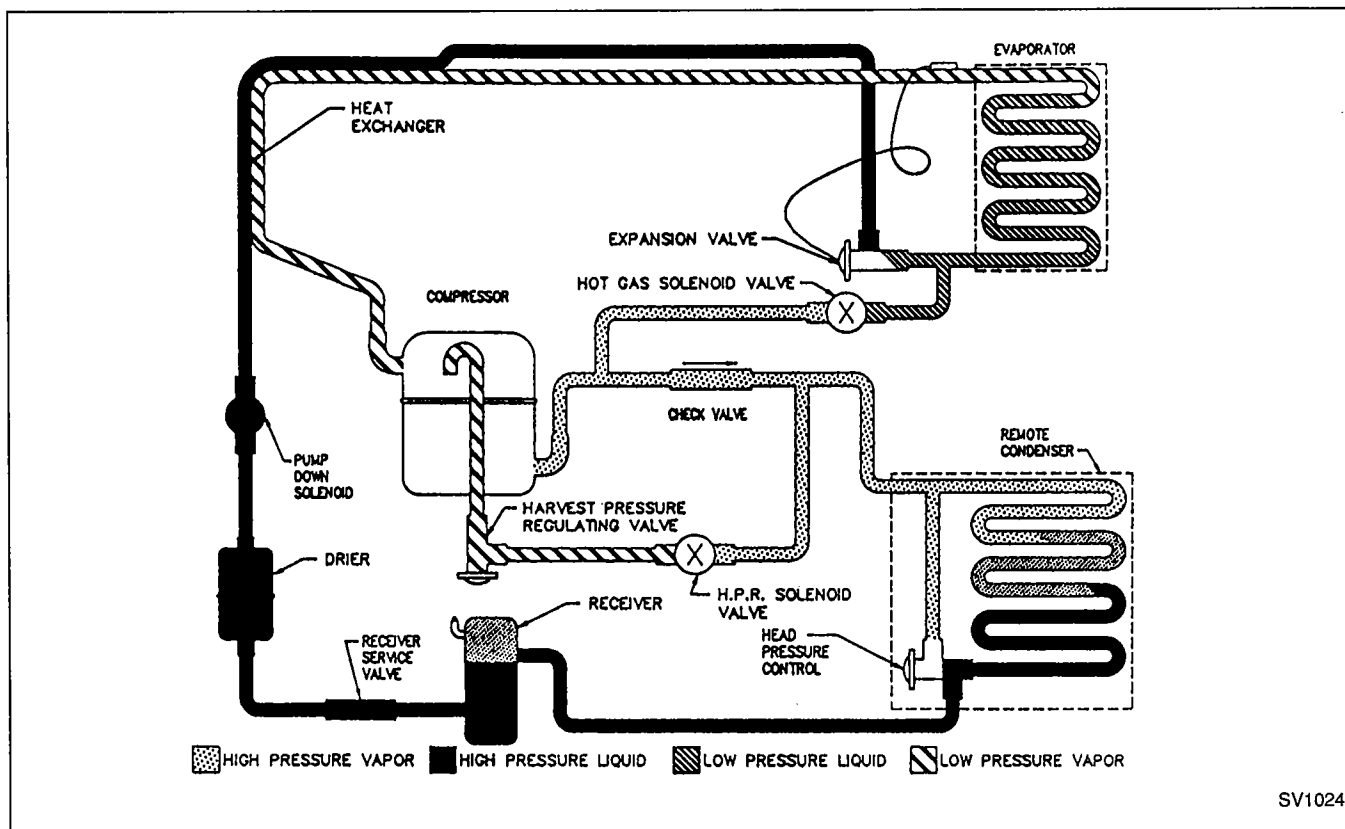 EVAPORATOR
HEAT
EXCHANGER
EXPANSION VALVE
HOT GAS SOLENOID VALVE
COMPRESSOR
CHECK VALVE
REMOTE
CONDENSER
PUMP
DOWN
SOLENOID
HARVEST PRESSURE
REGULATING VALVE
DRIER
RECEIVER
H.P.R. SOLENOID
VALVE
RECEIVER
SERVICE
VALVE
HEAD
PRESSURE
CONTROL
HIGH PRESSURE VAPOR
HIGH PRESSURE LIQUID
LOW PRESSURE LIQUID
LOW PRESSURE VAPOR
SV1024